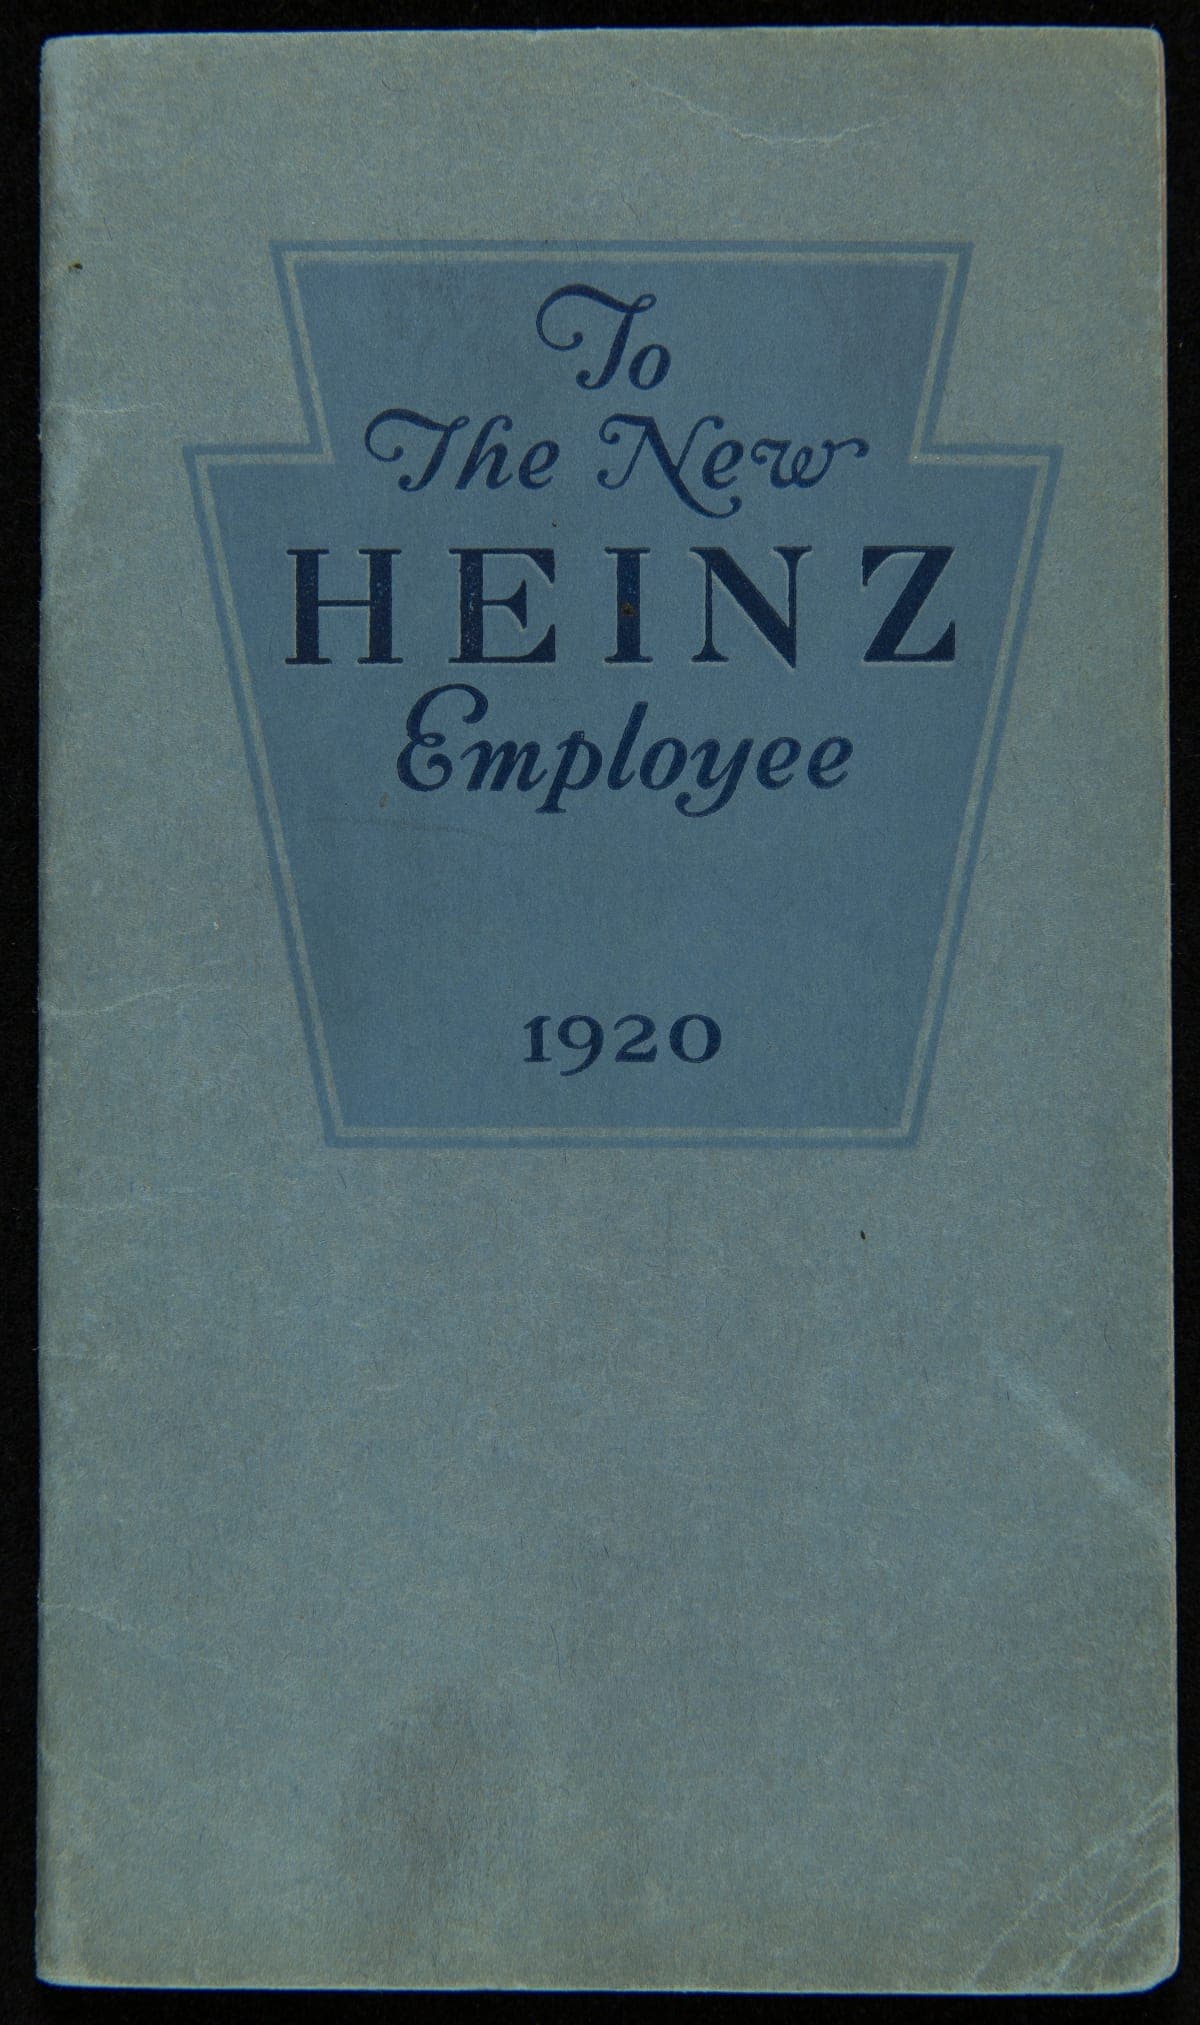 To
The New
HEINZ
Employee
1920